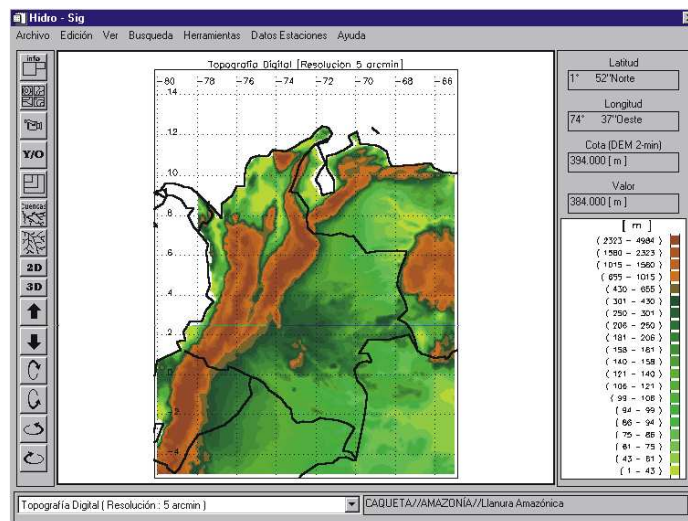 Hidro - Sig
Archivo Edición Ver Busqueda Herramientas Datos Estaciones Ayuda
info
Y/O
Cuencas
2D
3D
Topografía Digital [Resolución 5 arcmin]
-80 -78 -76 -74 -72 -70 -68 -66
14
12
10
8
6
4
2
0
-2
-4
Latitud
1° 52''Norte
Longitud
74° 37''Oeste
Cota (DEM 2-min)
394.000 [ m ]
Valor
384.000 [ m ]
[ m ]
( 2323 - 4984 )
( 1580 - 2323 )
( 1015 - 1580 )
( 655 - 1015 )
( 430 - 655 )
( 301 - 430 )
( 250 - 301 )
( 206 - 250 )
( 181 - 206 )
( 158 - 181 )
( 140 - 158 )
( 121 - 140 )
( 106 - 121 )
( 99 - 106 )
( 94 - 99 )
( 86 - 94 )
( 75 - 86 )
( 61 - 75 )
( 43 - 61 )
( 1 - 43 )
Topografía Digital ( Resolución : 5 arcmin )
CAQUETA//AMAZONÍA//Llanura Amazónica